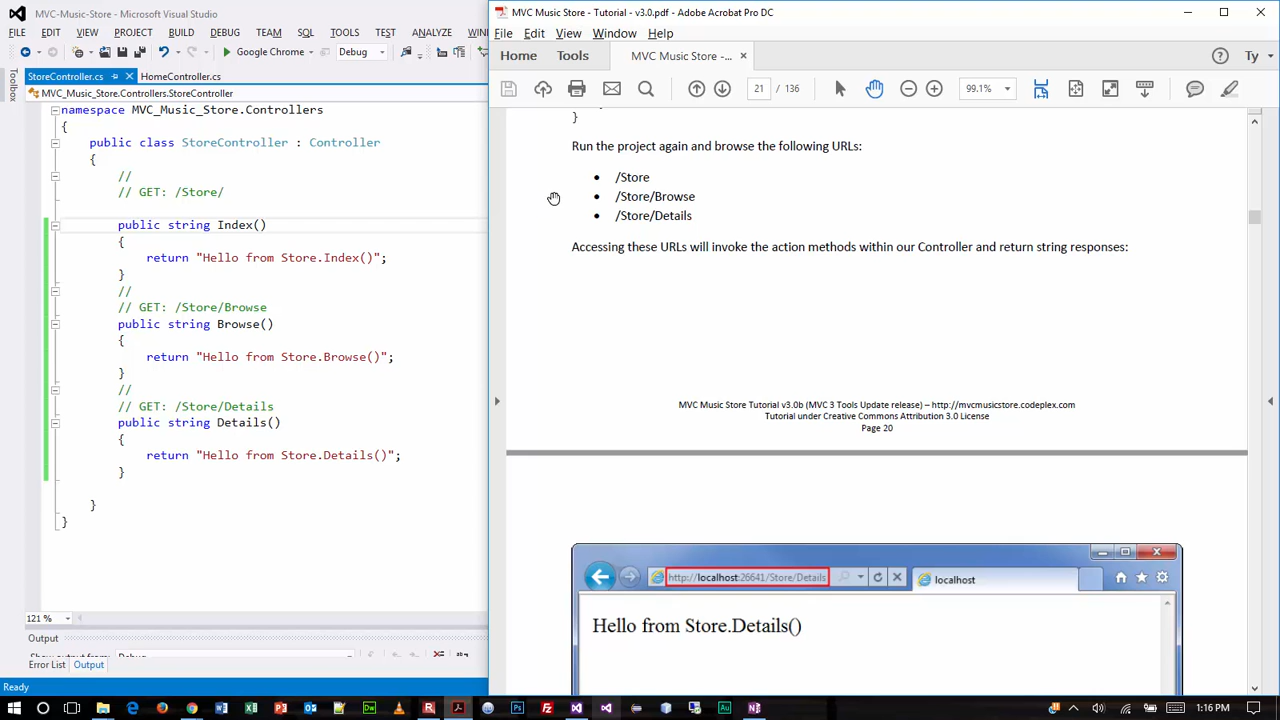 MVC-Music-Store - Microsoft Visual Studio
FILE EDIT VIEW PROJECT BUILD DEBUG TEAM SQL TOOLS TEST ANALYZE
Google Chrome Debug
Toolbox
StoreController.cs HomeController.cs
MVC_Music_Store.Controllers.StoreController
namespace MVC_Music_Store.Controllers
{
public class StoreController : Controller
{
//
// GET: /Store/
public string Index()
{
return "Hello from Store.Index()";
}
//
// GET: /Store/Browse
public string Browse()
{
return "Hello from Store.Browse()";
}
//
// GET: /Store/Details
public string Details()
{
return "Hello from Store.Details()";
}
}
}
121 %
Output
Error List Output
Ready
MVC Music Store - Tutorial - v3.0.pdf - Adobe Acrobat Pro DC
File Edit View Window Help
Home Tools MVC Music Store -... Ty
21 / 136 99.1%
}
Run the project again and browse the following URLs:
• /Store
• /Store/Browse
• /Store/Details
Accessing these URLs will invoke the action methods within our Controller and return string responses:
MVC Music Store Tutorial v3.0b (MVC 3 Tools Update release) – http://mvcmusicstore.codeplex.com
Tutorial under Creative Commons Attribution 3.0 License
Page 20
http://localhost:26641/Store/Details localhost
Hello from Store.Details()
1:16 PM